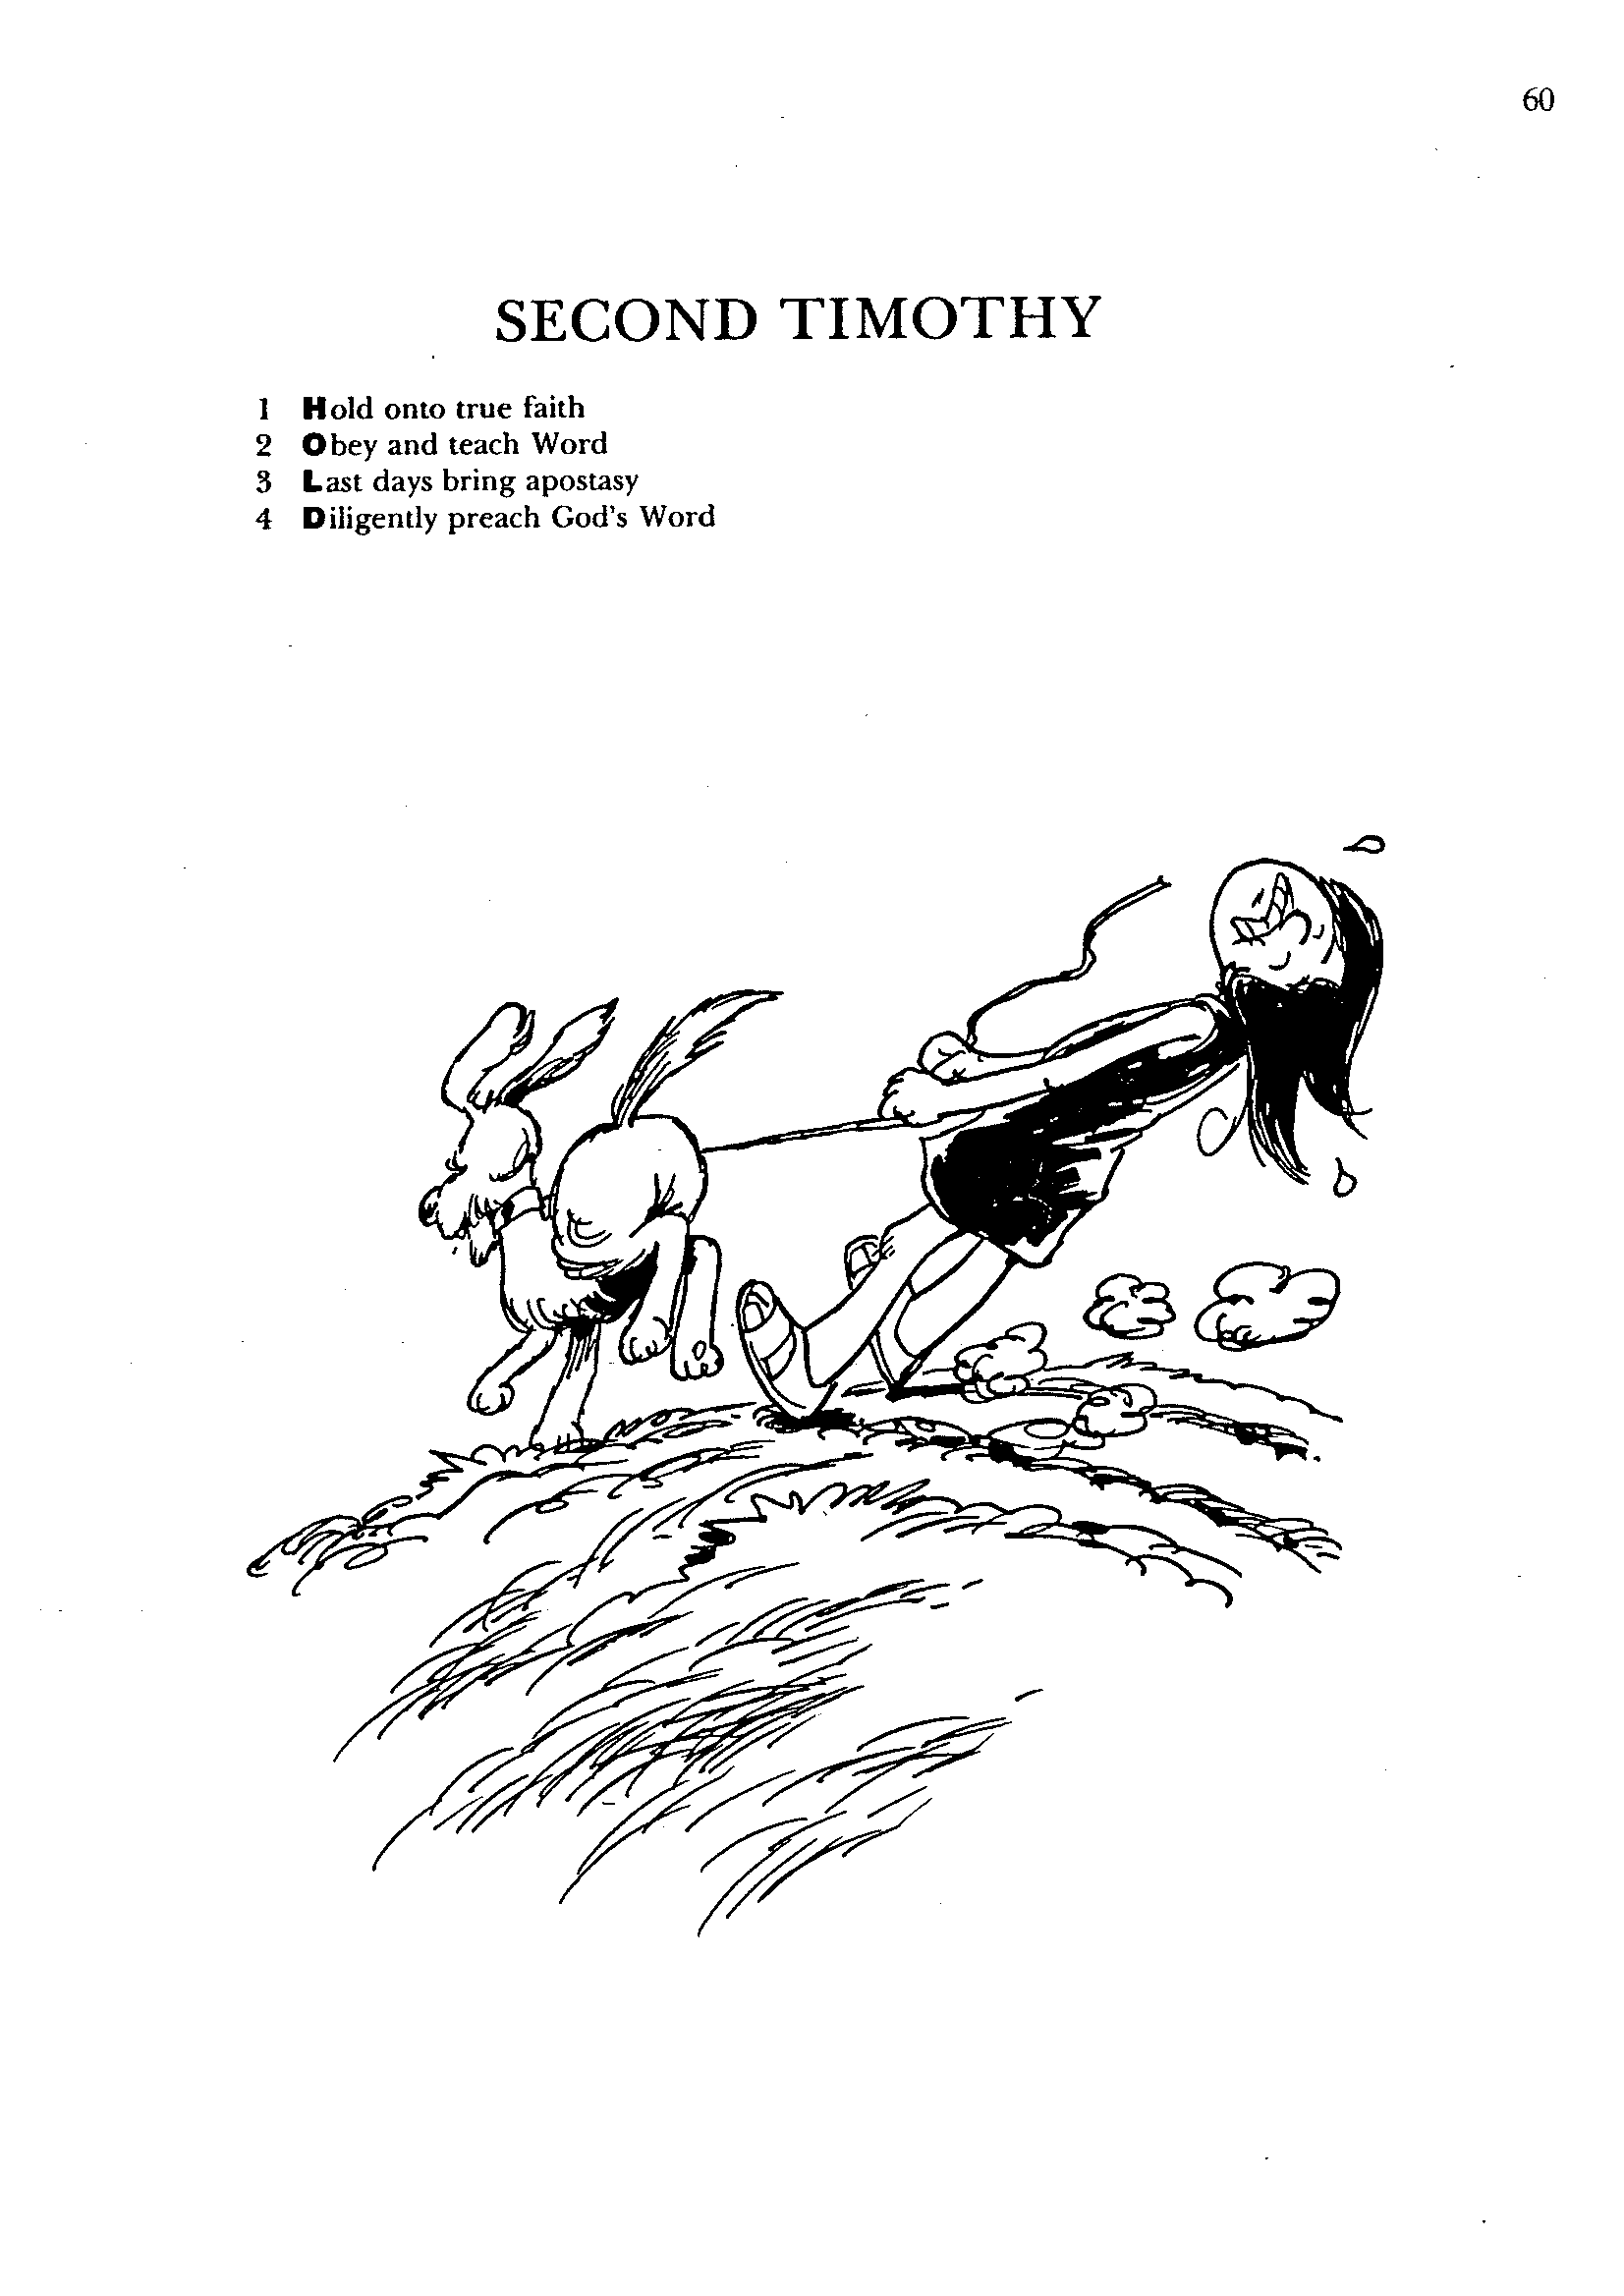 60
SECOND TIMOTHY
1 Hold onto true faith
2 Obey and teach Word
3 Last days bring apostasy
4 Diligently preach God's Word